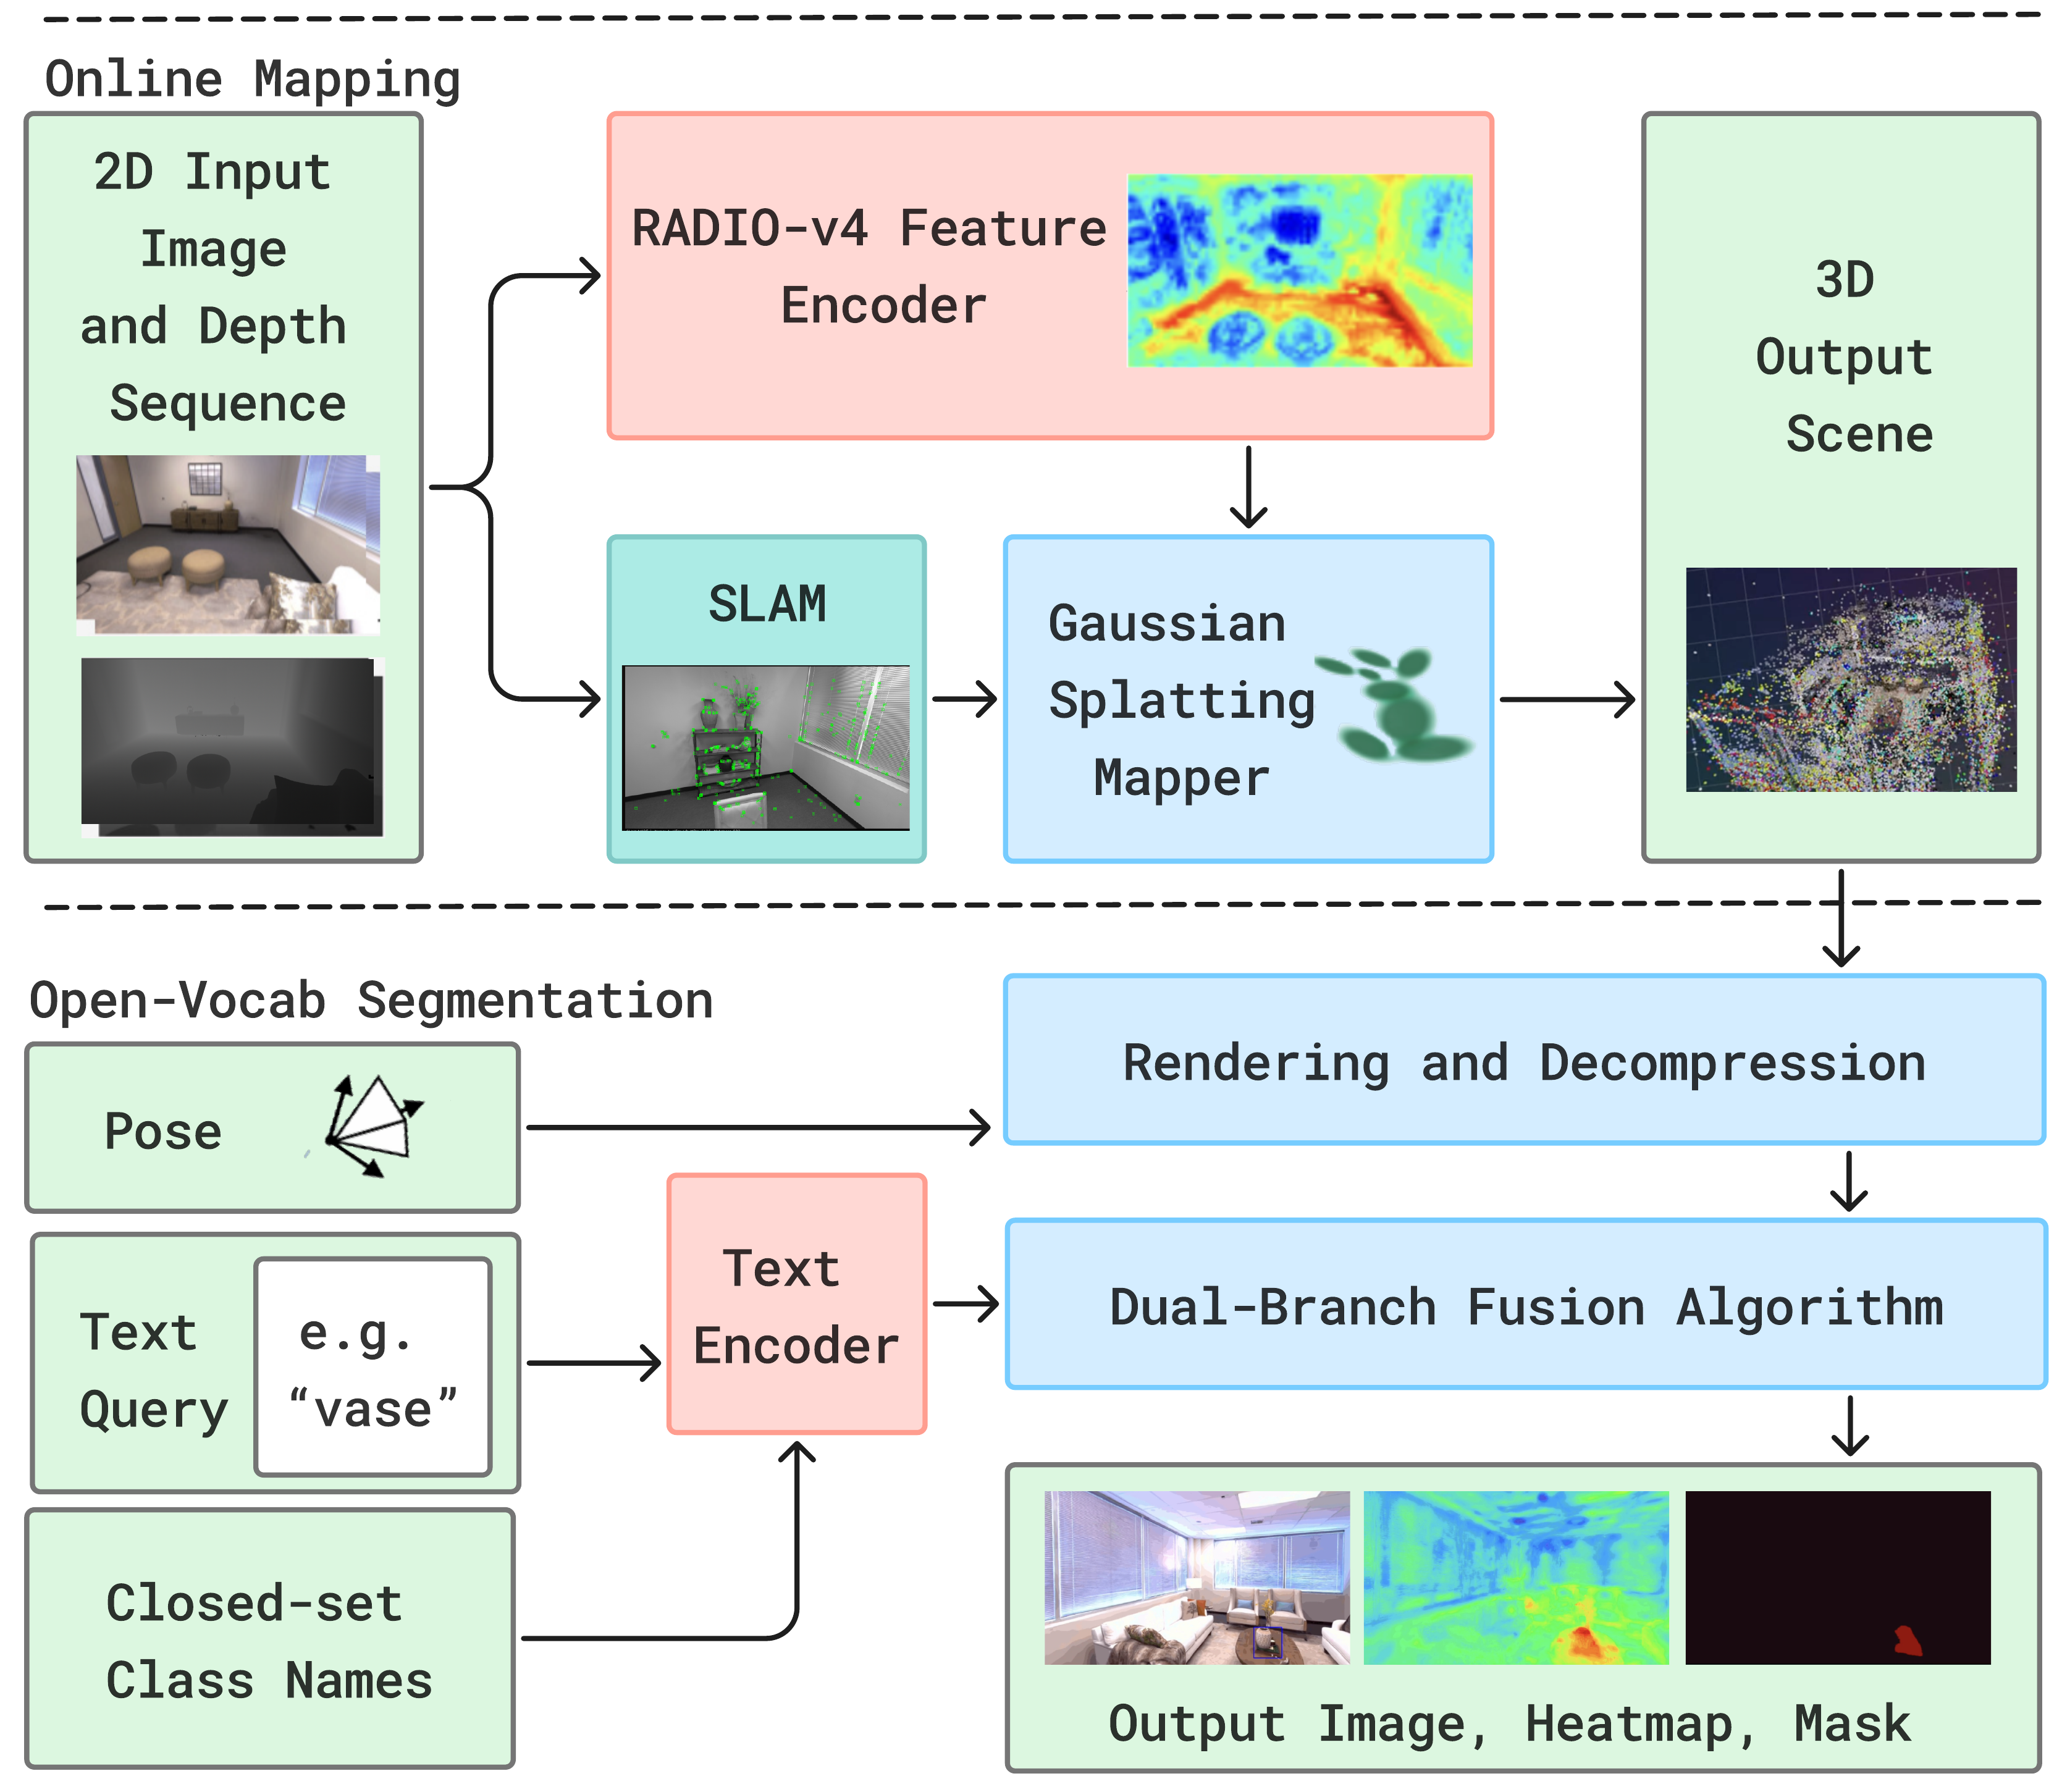 Online Mapping
2D Input
Image
and Depth
Sequence
RADIO-v4 Feature
Encoder
3D
Output
Scene
SLAM
Gaussian
Splatting
Mapper
Open-Vocab Segmentation
Pose
Rendering and Decompression
Text
Query
e.g.
“vase”
Text
Encoder
Dual-Branch Fusion Algorithm
Closed-set
Class Names
Output Image, Heatmap, Mask